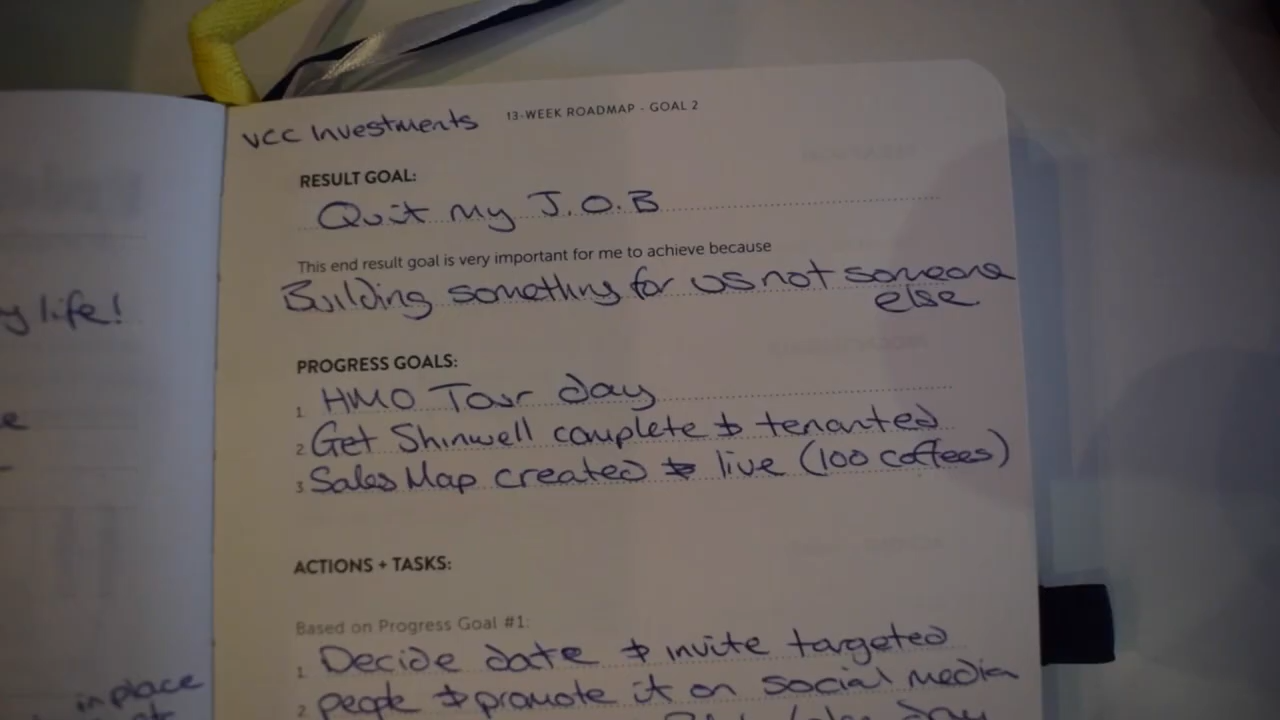 VCC Investments
13-WEEK ROADMAP - GOAL 2
RESULT GOAL:
Quit my J.O.B
This end result goal is very important for me to achieve because
Building something for us not someone
else.
y life!
PROGRESS GOALS:
1. HMO Tour day
2. Get Shinwell complete & tenanted
3 Sales Map created & live (100 coffees)
ACTIONS + TASKS:
Based on Progress Goal #1:
1. Decide date & invite targeted
2. people & promote it on social media
in place
day